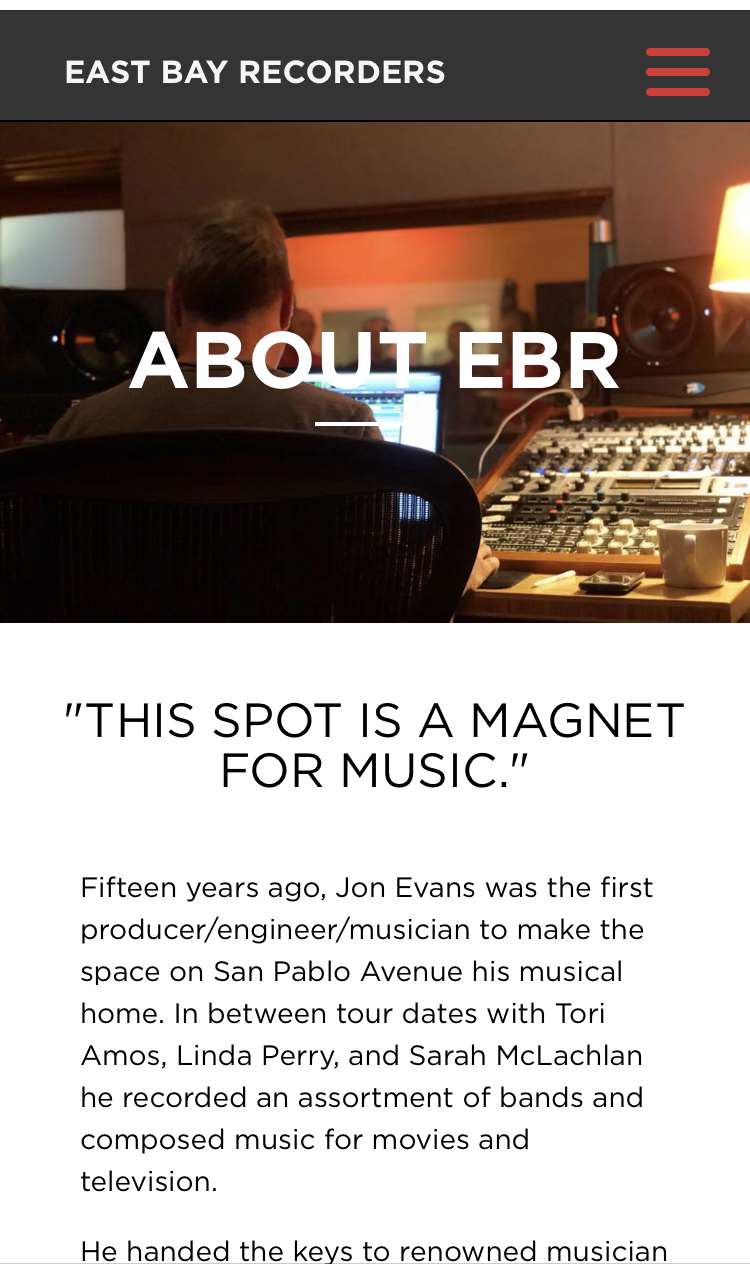 EAST BAY RECORDERS
ABOUT EBR
"THIS SPOT IS A MAGNET
FOR MUSIC."
Fifteen years ago, Jon Evans was the first
producer/engineer/musician to make the
space on San Pablo Avenue his musical
home. In between tour dates with Tori
Amos, Linda Perry, and Sarah McLachlan
he recorded an assortment of bands and
composed music for movies and
television.
He handed the keys to renowned musician